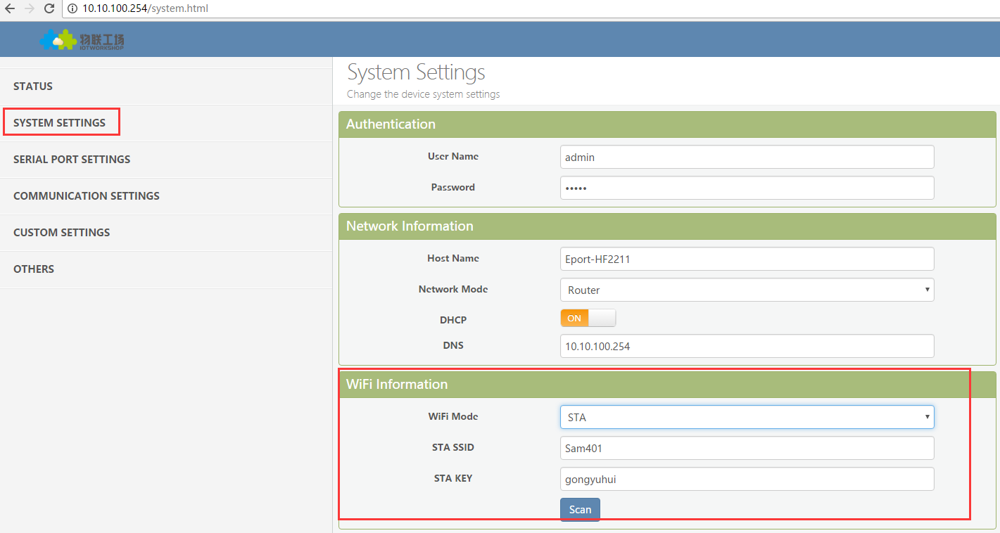 10.10.100.254/system.html
物联工场
IOTWORKSHOP
STATUS
SYSTEM SETTINGS
SERIAL PORT SETTINGS
COMMUNICATION SETTINGS
CUSTOM SETTINGS
OTHERS
System Settings
Change the device system settings
Authentication
User Name admin
Password •••••
Network Information
Host Name Eport-HF2211
Network Mode Router
DHCP ON
DNS 10.10.100.254
WiFi Information
WiFi Mode STA
STA SSID Sam401
STA KEY gongyuhui
Scan